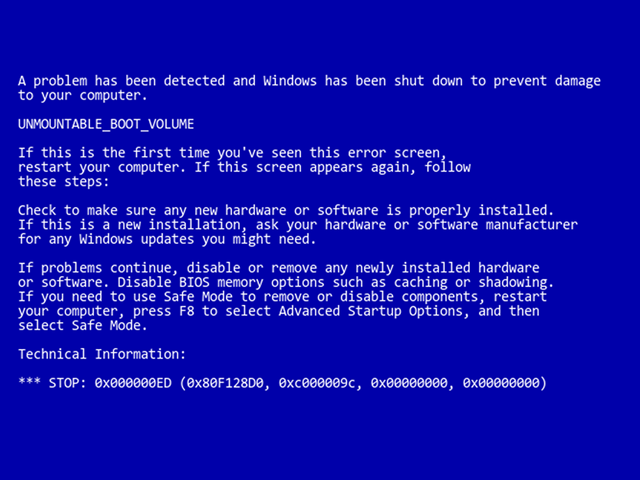 A problem has been detected and Windows has been shut down to prevent damage
to your computer.
UNMOUNTABLE_BOOT_VOLUME
If this is the first time you've seen this error screen,
restart your computer. If this screen appears again, follow
these steps:
Check to make sure any new hardware or software is properly installed.
If this is a new installation, ask your hardware or software manufacturer
for any Windows updates you might need.
If problems continue, disable or remove any newly installed hardware
or software. Disable BIOS memory options such as caching or shadowing.
If you need to use Safe Mode to remove or disable components, restart
your computer, press F8 to select Advanced Startup Options, and then
select Safe Mode.
Technical Information:
*** STOP: 0x000000ED (0x80F128D0, 0xc000009c, 0x00000000, 0x00000000)